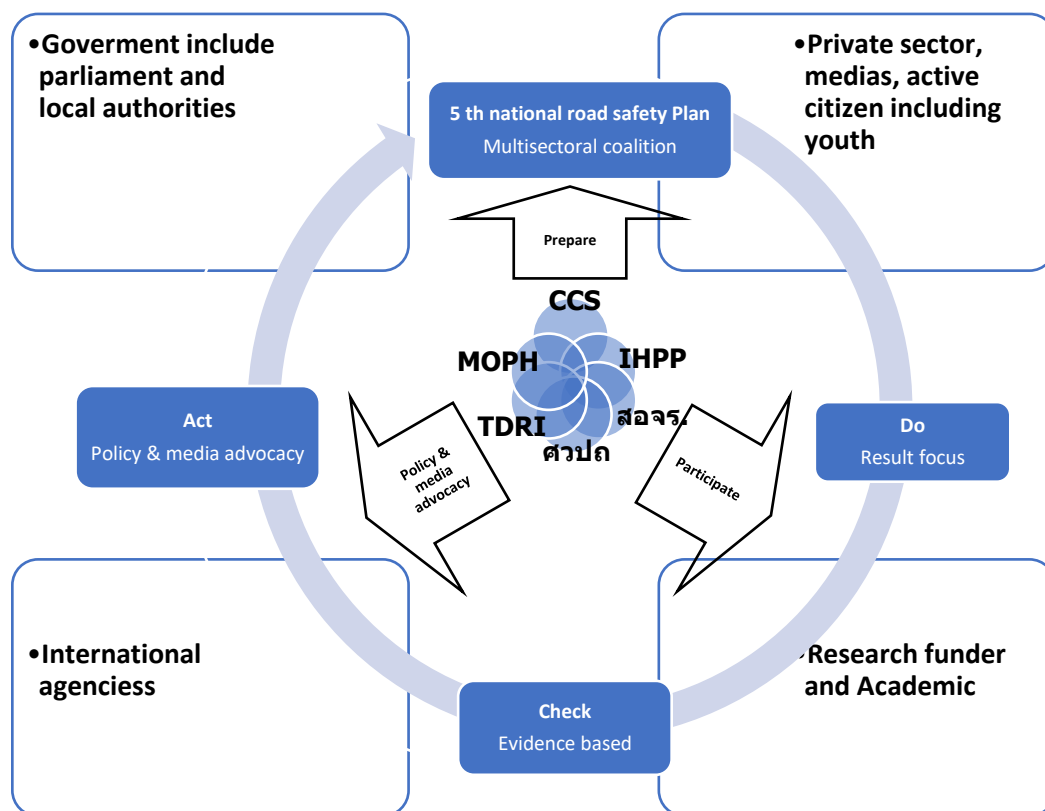 •Goverment include
parliament and
local authorities
•Private sector,
medias, active
citizen including
youth
5 th national road safety Plan
Multisectoral coalition
Prepare
CCS
MOPH
IHPP
TDRI
สอจร.
ศวปถ
Act
Policy & media advocacy
Policy &
media
advocacy
Participate
Do
Result focus
•International
agenciess
•Research funder
and Academic
Check
Evidence based